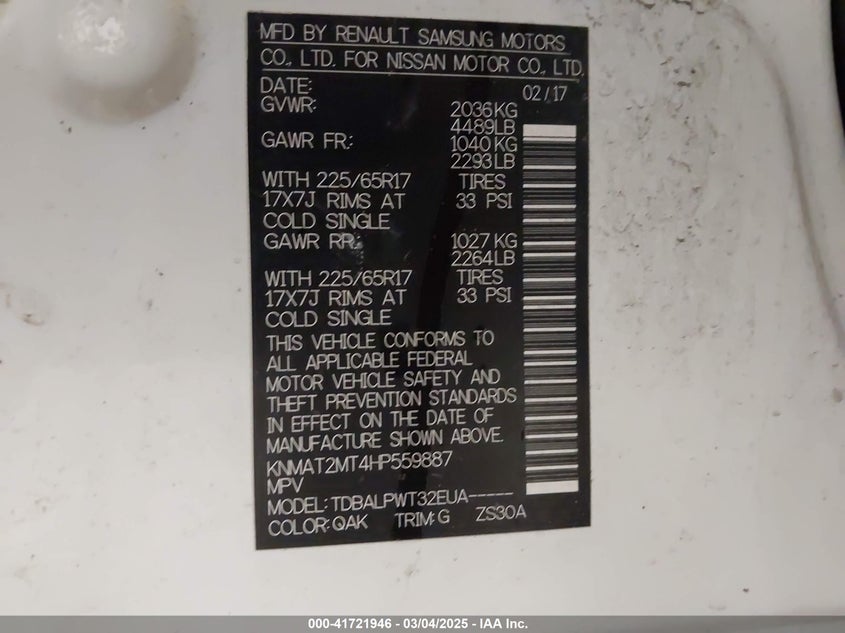 MFD BY RENAULT SAMSUNG MOTORS
CO., LTD. FOR NISSAN MOTOR CO., LTD.
DATE: 02/17
GVWR: 2036KG
4489LB
GAWR FR.: 1040KG
2293LB
WITH 225/65R17 TIRES
17X7J RIMS AT 33 PSI
COLD SINGLE
GAWR RR.: 1027KG
2264LB
WITH 225/65R17 TIRES
17X7J RIMS AT 33 PSI
COLD SINGLE
THIS VEHICLE CONFORMS TO
ALL APPLICABLE FEDERAL
MOTOR VEHICLE SAFETY AND
THEFT PREVENTION STANDARDS
IN EFFECT ON THE DATE OF
MANUFACTURE SHOWN ABOVE.
KNMAT2MT4HP559887
MPV
MODEL:TDBALPWT32EUA-----
COLOR:QAK TRIM:G ZS30A
000-41721946 - 03/04/2025 - IAA Inc.